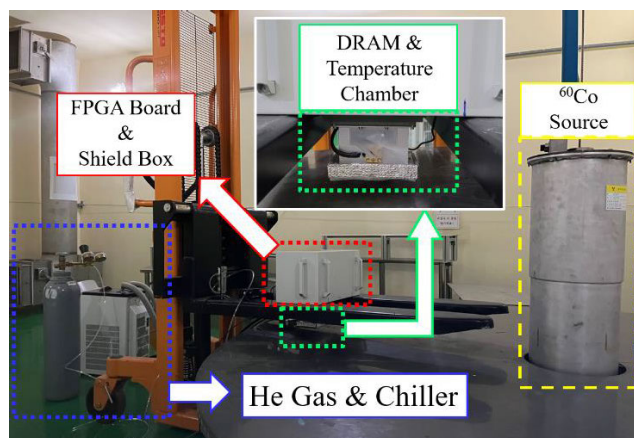 DRAM &
Temperature
Chamber
FPGA Board
&
Shield Box
⁶⁰Co
Source
He Gas & Chiller